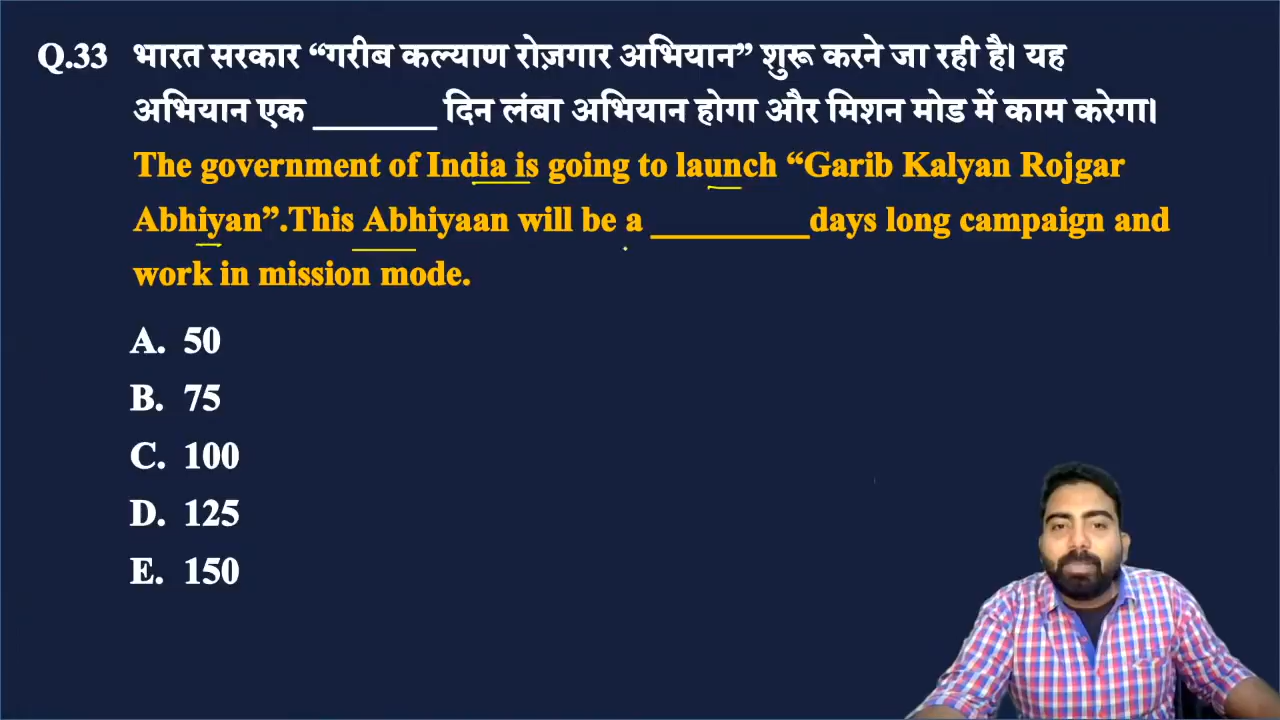 Q.33 भारत सरकार “गरीब कल्याण रोज़गार अभियान” शुरू करने जा रही है। यह
अभियान एक ________ दिन लंबा अभियान होगा और मिशन मोड में काम करेगा।
The government of India is going to launch “Garib Kalyan Rojgar
Abhiyan”.This Abhiyaan will be a __________days long campaign and
work in mission mode.
A. 50
B. 75
C. 100
D. 125
E. 150